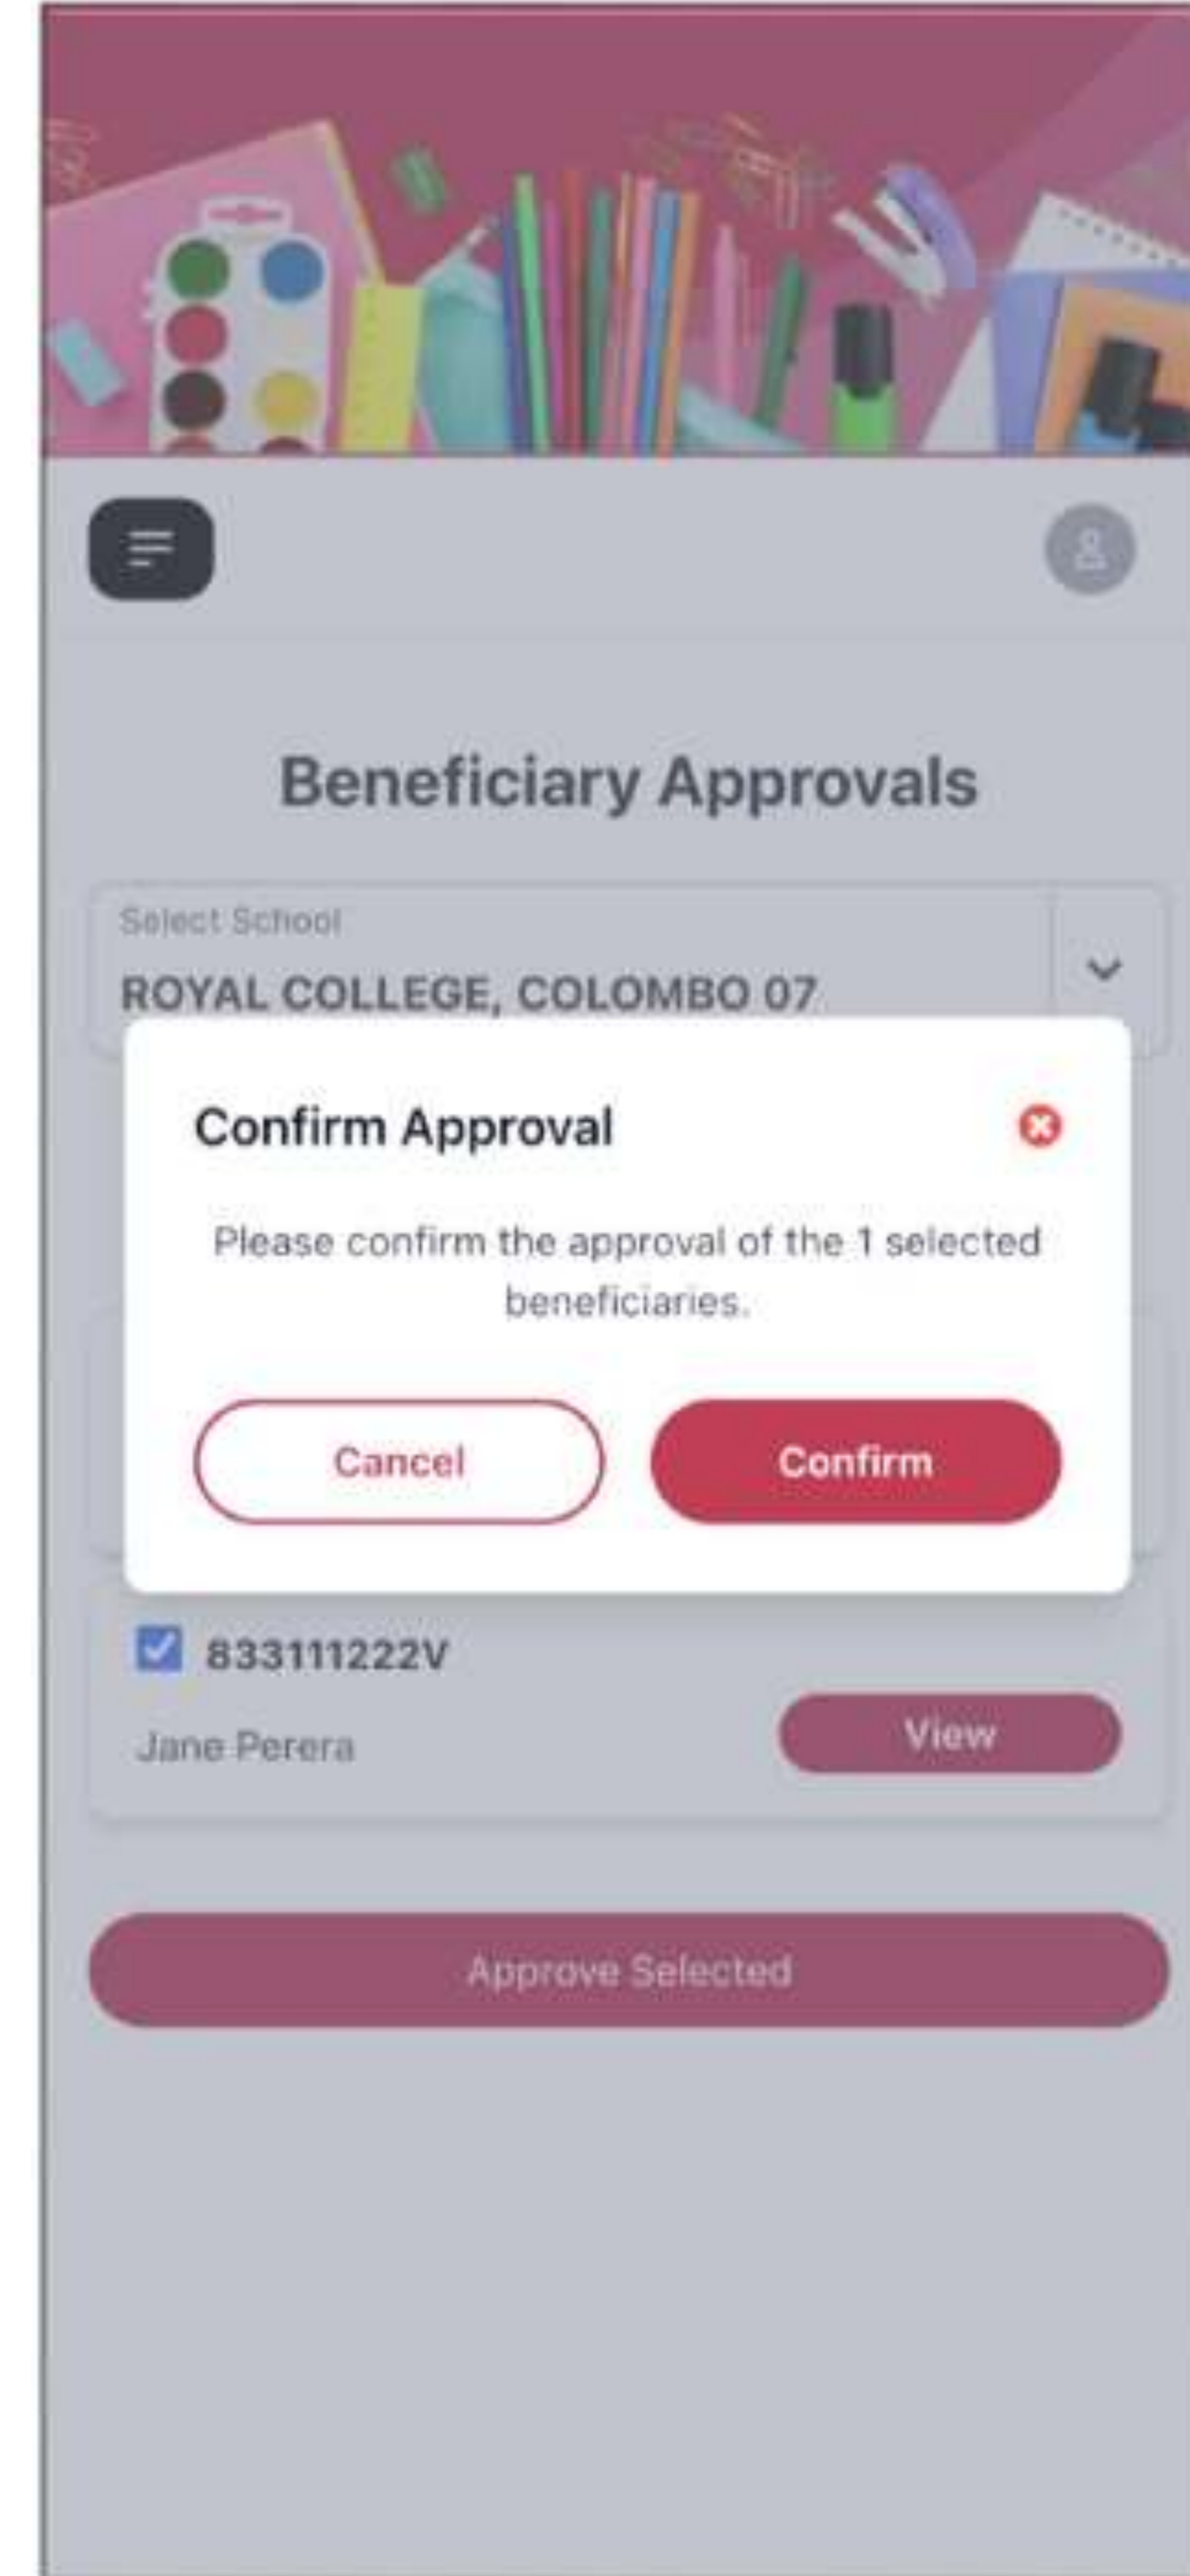 Beneficiary Approvals
Select School
ROYAL COLLEGE, COLOMBO 07
Confirm Approval
Please confirm the approval of the 1 selected
beneficiaries.
Cancel
Confirm
833111222V
Jane Perera
View
Approve Selected